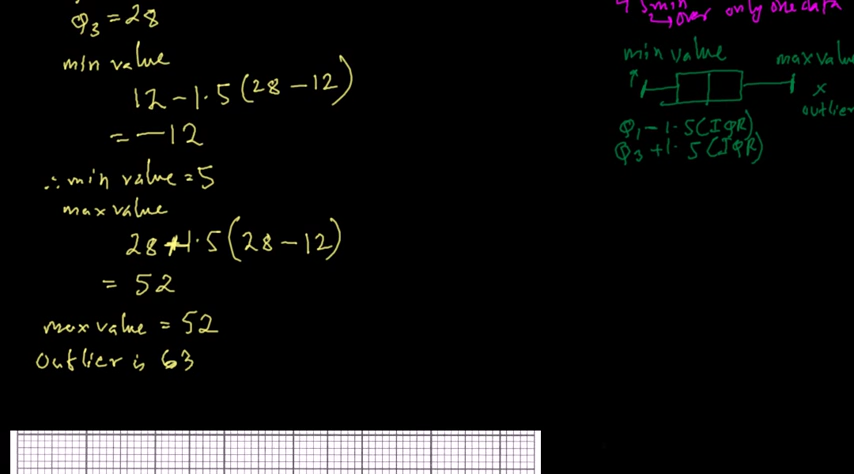 Q₃ = 28
min value
12 - 1.5(28 - 12)
= -12
∴ min value = 5
max value
28 + 1.5(28 - 12)
= 52
max value = 52
outlier is 63
min
↳ over only one data
min value max value
x
outlier
Q₁ - 1.5(IQR)
Q₃ + 1.5(IQR)